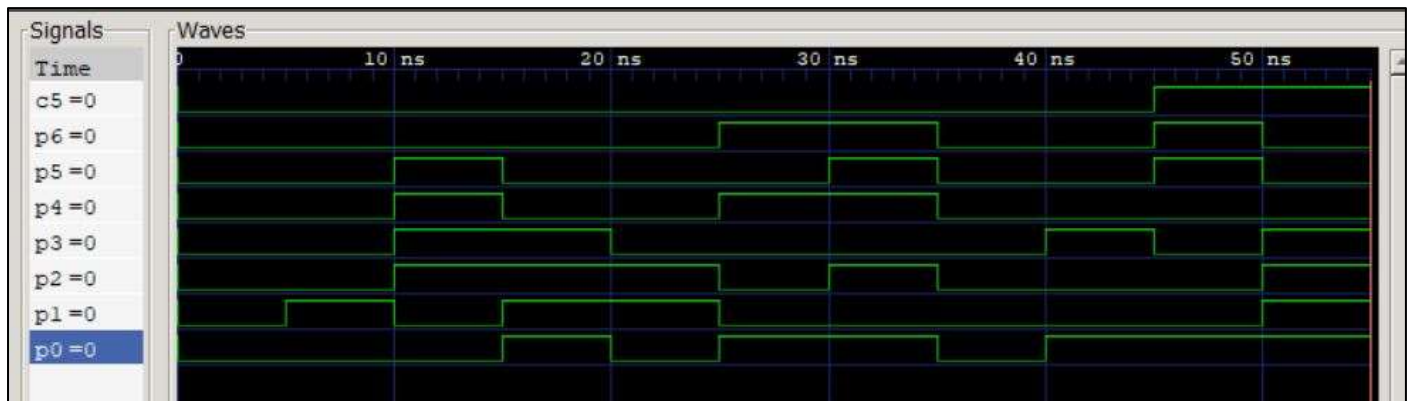 Signals Waves
Time 0 10 ns 20 ns 30 ns 40 ns 50 ns
c5 =0
p6 =0
p5 =0
p4 =0
p3 =0
p2 =0
p1 =0
p0 =0